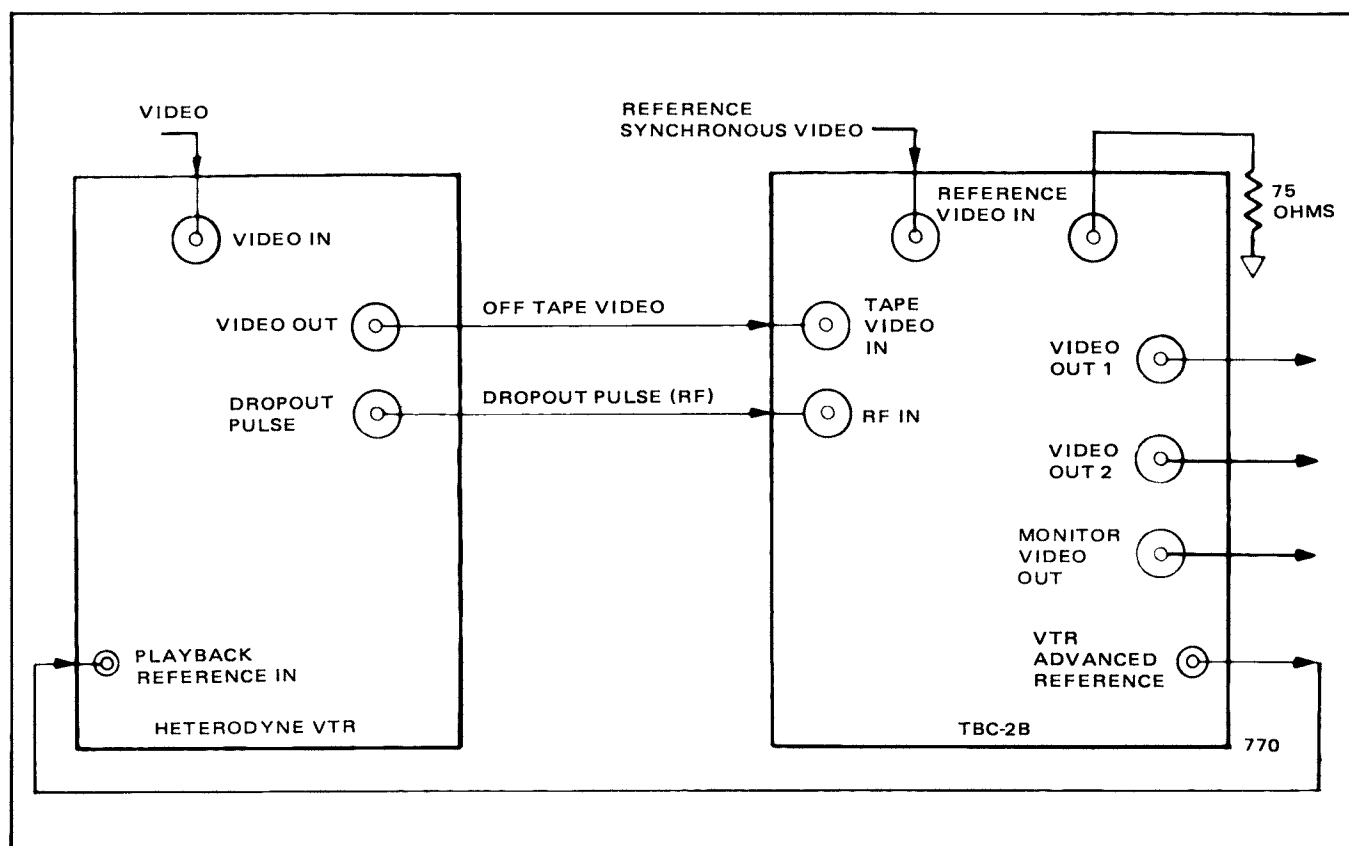 VIDEO
REFERENCE
SYNCHRONOUS VIDEO
VIDEO IN
REFERENCE
VIDEO IN
75
OHMS
VIDEO OUT
OFF TAPE VIDEO
TAPE
VIDEO
IN
DROPOUT
PULSE
DROPOUT PULSE (RF)
RF IN
VIDEO
OUT 1
VIDEO
OUT 2
MONITOR
VIDEO
OUT
PLAYBACK
REFERENCE IN
VTR
ADVANCED
REFERENCE
HETERODYNE VTR
TBC-2B
770